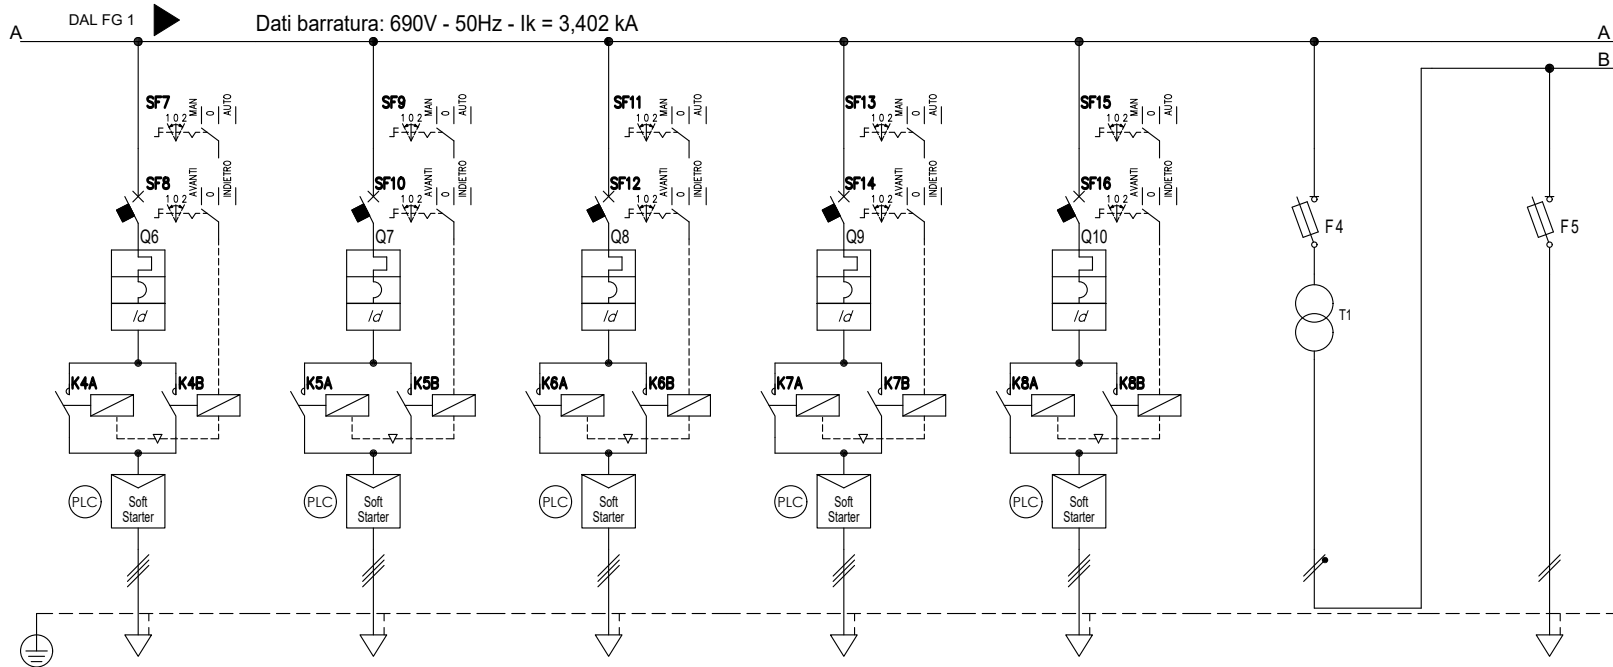 DAL FG 1
Dati barratura: 690V - 50Hz - Ik = 3,402 kA
A
A
B
SF7
1 0 2
MAN
0
AUTO
SF9
1 0 2
MAN
0
AUTO
SF11
1 0 2
MAN
0
AUTO
SF13
1 0 2
MAN
0
AUTO
SF15
1 0 2
MAN
0
AUTO
SF8
1 0 2
AVANTI
0
INDIETRO
SF10
1 0 2
AVANTI
0
INDIETRO
SF12
1 0 2
AVANTI
0
INDIETRO
SF14
1 0 2
AVANTI
0
INDIETRO
SF16
1 0 2
AVANTI
0
INDIETRO
Q6
Q7
Q8
Q9
Q10
F4
F5
Id
Id
Id
Id
Id
T1
K4A
K4B
K5A
K5B
K6A
K6B
K7A
K7B
K8A
K8B
PLC
Soft
Starter
PLC
Soft
Starter
PLC
Soft
Starter
PLC
Soft
Starter
PLC
Soft
Starter